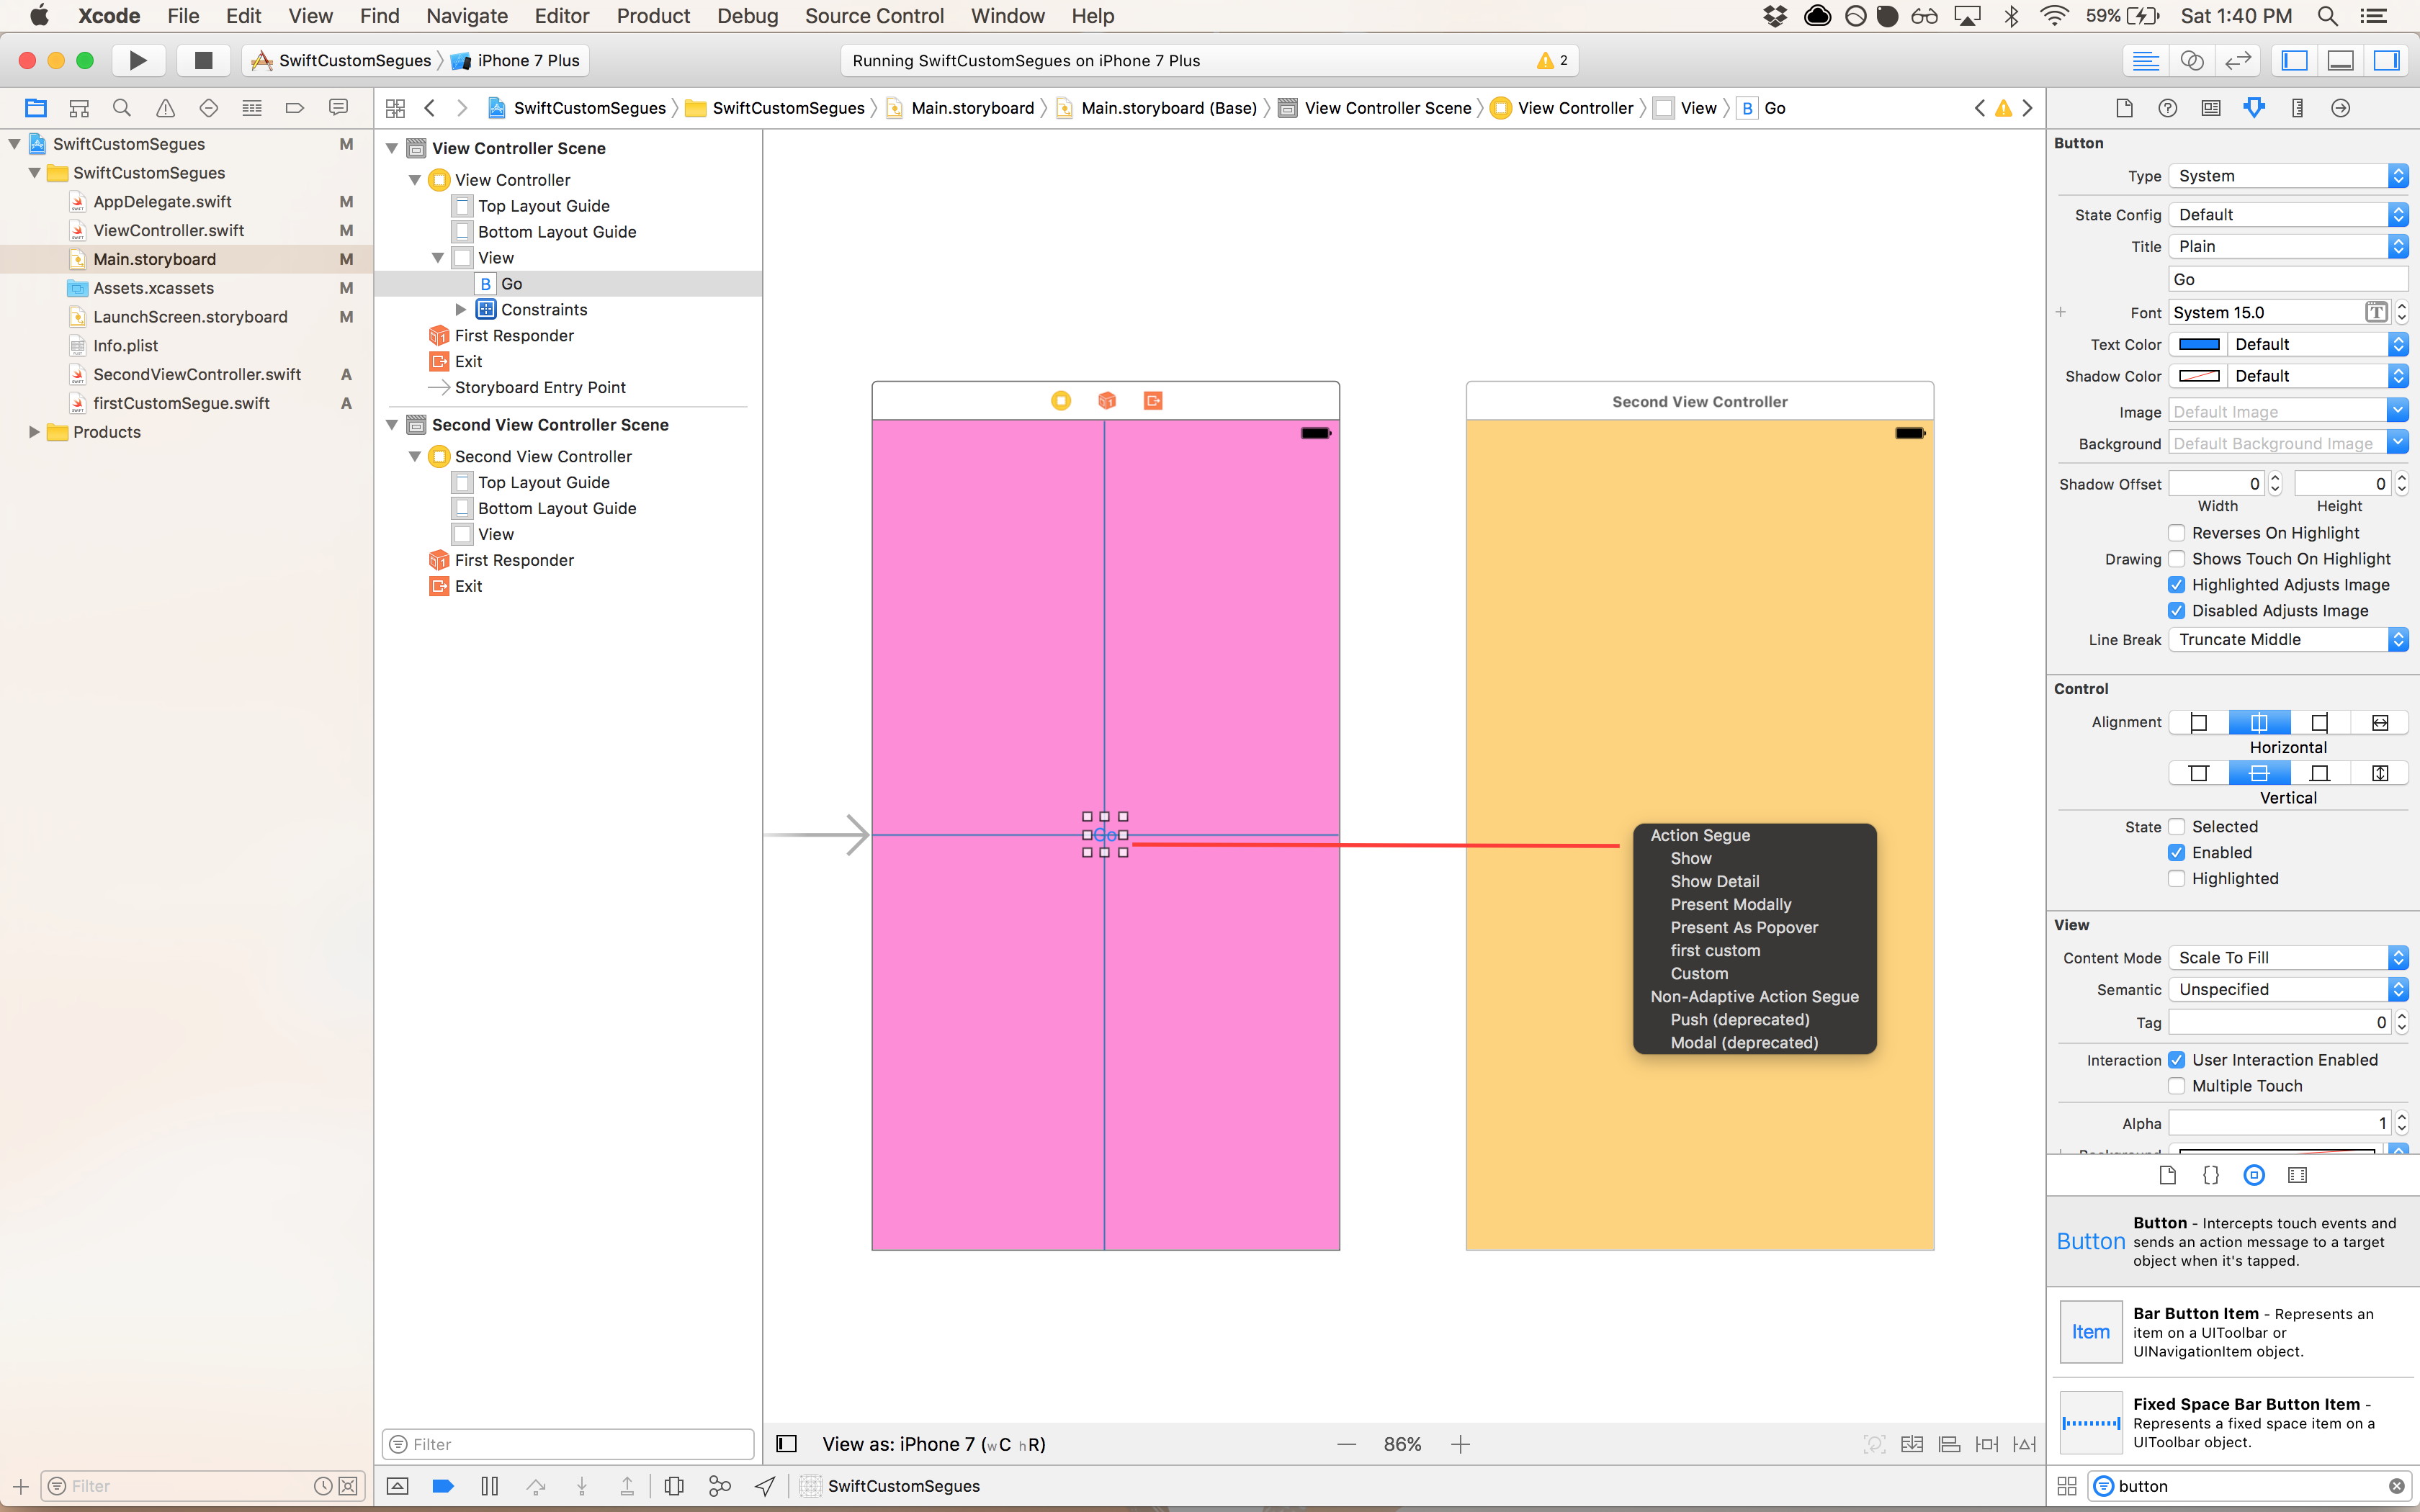 Xcode File Edit View Find Navigate Editor Product Debug Source Control Window Help 59% Sat 1:40 PM
SwiftCustomSegues iPhone 7 Plus Running SwiftCustomSegues on iPhone 7 Plus 2
SwiftCustomSegues SwiftCustomSegues Main.storyboard Main.storyboard (Base) View Controller Scene View Controller View B Go
SwiftCustomSegues M
SwiftCustomSegues
AppDelegate.swift M
ViewController.swift M
Main.storyboard M
Assets.xcassets M
LaunchScreen.storyboard M
Info.plist
SecondViewController.swift A
firstCustomSegue.swift A
Products
Filter
View Controller Scene
View Controller
Top Layout Guide
Bottom Layout Guide
View
B Go
Constraints
First Responder
Exit
Storyboard Entry Point
Second View Controller Scene
Second View Controller
Top Layout Guide
Bottom Layout Guide
View
First Responder
Exit
Filter
Second View Controller
Go
Action Segue
Show
Show Detail
Present Modally
Present As Popover
first custom
Custom
Non-Adaptive Action Segue
Push (deprecated)
Modal (deprecated)
View as: iPhone 7 (wC hR) 86%
SwiftCustomSegues
Button
Type System
State Config Default
Title Plain
Go
Font System 15.0
Text Color Default
Shadow Color Default
Image Default Image
Background Default Background Image
Shadow Offset 0 0
Width Height
Reverses On Highlight
Drawing Shows Touch On Highlight
Highlighted Adjusts Image
Disabled Adjusts Image
Line Break Truncate Middle
Control
Alignment
Horizontal
Vertical
State Selected
Enabled
Highlighted
View
Content Mode Scale To Fill
Semantic Unspecified
Tag 0
Interaction User Interaction Enabled
Multiple Touch
Alpha 1
Background
Button
Button - Intercepts touch events and
sends an action message to a target
object when it's tapped.
Item
Bar Button Item - Represents an
item on a UIToolbar or
UINavigationItem object.
Fixed Space Bar Button Item -
Represents a fixed space item on a
UIToolbar object.
button